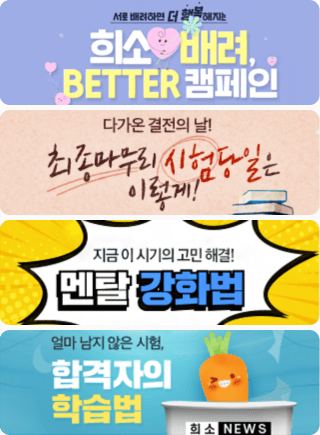 서로 배려하면 더 행복해지는
희소 배려,
BETTER 캠페인
다가온 결전의 날!
최종마무리 시험당일은
이렇게!
지금 이 시기의 고민 해결!
멘탈 강화법
얼마 남지 않은 시험,
합격자의
학습법
희소 NEWS